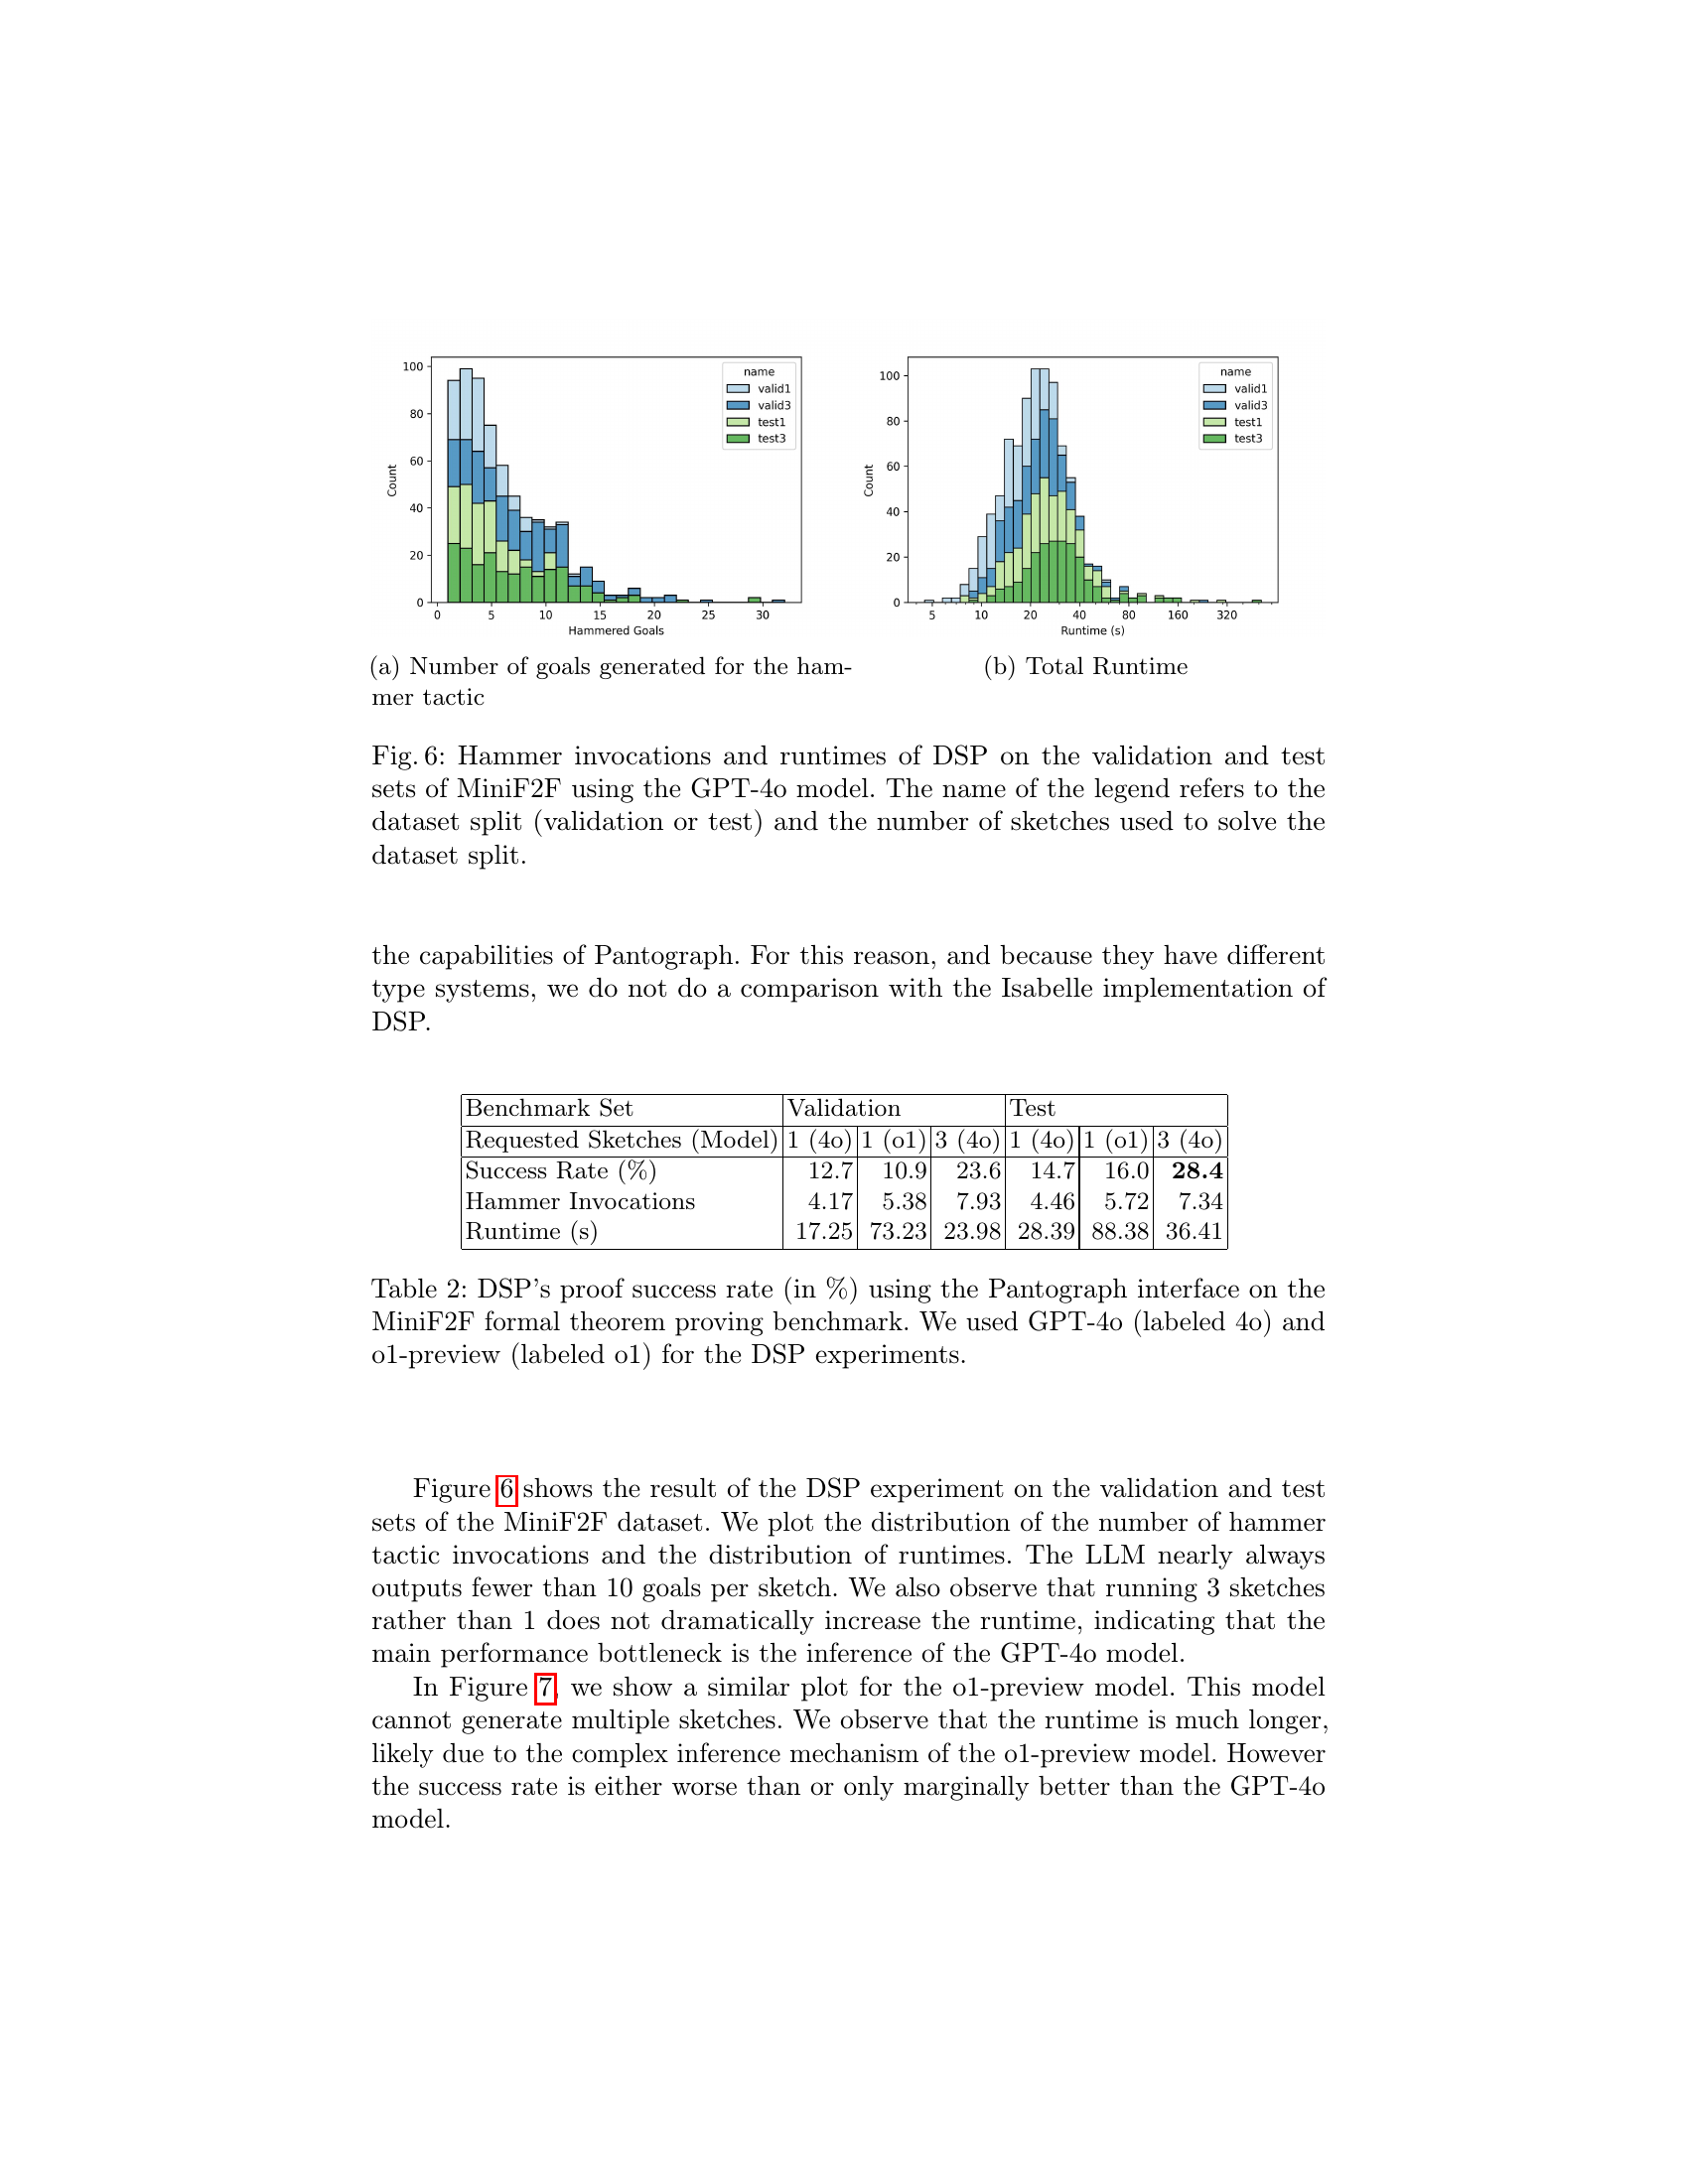 100
80
60
40
20
0
Count
0 5 10 15 20 25 30
Hammered Goals
name
valid1
valid3
test1
test3
100
80
60
40
20
0
Count
5 10 20 40 80 160 320
Runtime (s)
name
valid1
valid3
test1
test3
(a) Number of goals generated for the ham-
mer tactic
(b) Total Runtime
Fig. 6: Hammer invocations and runtimes of DSP on the validation and test
sets of MiniF2F using the GPT-4o model. The name of the legend refers to the
dataset split (validation or test) and the number of sketches used to solve the
dataset split.
the capabilities of Pantograph. For this reason, and because they have different
type systems, we do not do a comparison with the Isabelle implementation of
DSP.
Benchmark Set Validation Test
Requested Sketches (Model) 1 (4o) 1 (o1) 3 (4o) 1 (4o) 1 (o1) 3 (4o)
Success Rate (%) 12.7 10.9 23.6 14.7 16.0 28.4
Hammer Invocations 4.17 5.38 7.93 4.46 5.72 7.34
Runtime (s) 17.25 73.23 23.98 28.39 88.38 36.41
Table 2: DSP's proof success rate (in %) using the Pantograph interface on the
MiniF2F formal theorem proving benchmark. We used GPT-4o (labeled 4o) and
o1-preview (labeled o1) for the DSP experiments.
Figure 6 shows the result of the DSP experiment on the validation and test
sets of the MiniF2F dataset. We plot the distribution of the number of hammer
tactic invocations and the distribution of runtimes. The LLM nearly always
outputs fewer than 10 goals per sketch. We also observe that running 3 sketches
rather than 1 does not dramatically increase the runtime, indicating that the
main performance bottleneck is the inference of the GPT-4o model.
In Figure 7, we show a similar plot for the o1-preview model. This model
cannot generate multiple sketches. We observe that the runtime is much longer,
likely due to the complex inference mechanism of the o1-preview model. However
the success rate is either worse than or only marginally better than the GPT-4o
model.